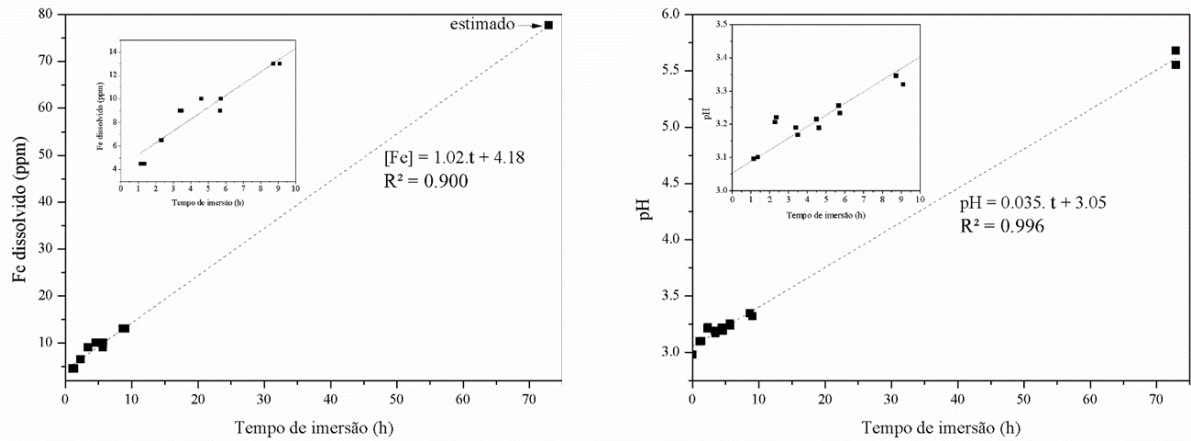 80
70
60
50
40
30
20
10
Fe dissolvido (ppm)
0 10 20 30 40 50 60 70
Tempo de imersão (h)
estimado
[Fe] = 1.02.t + 4.18
R² = 0.900
14
12
10
8
6
4
Fe dissolvido (ppm)
0 1 2 3 4 5 6 7 8 9 10
Tempo de imersão (h)
6.0
5.5
5.0
4.5
4.0
3.5
3.0
pH
0 10 20 30 40 50 60 70
Tempo de imersão (h)
pH = 0.035. t + 3.05
R² = 0.996
3.5
3.4
3.3
3.2
3.1
3.0
pH
0 1 2 3 4 5 6 7 8 9 10
Tempo de imersão (h)